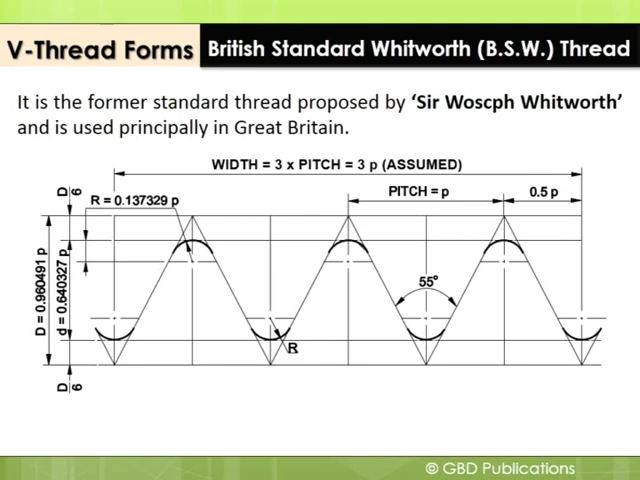 V-Thread Forms
British Standard Whitworth (B.S.W.) Thread
It is the former standard thread proposed by ‘Sir Woscph Whitworth’
and is used principally in Great Britain.
WIDTH = 3 x PITCH = 3 p (ASSUMED)
D
6
R = 0.137329 p
PITCH = p
0.5 p
D = 0.960491 p
d = 0.640327 p
55°
R
D
6
© GBD Publications